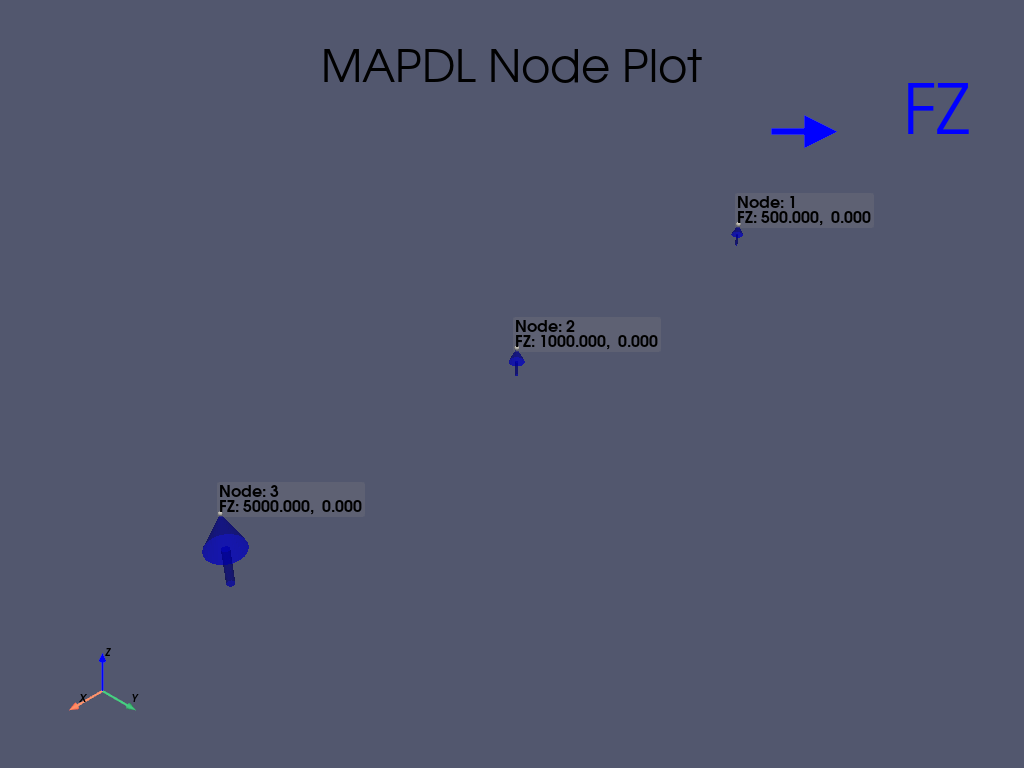 MAPDL Node Plot
FZ
Node: 1
FZ: 500.000,  0.000
Node: 2
FZ: 1000.000,  0.000
Node: 3
FZ: 5000.000,  0.000
Z
X
Y